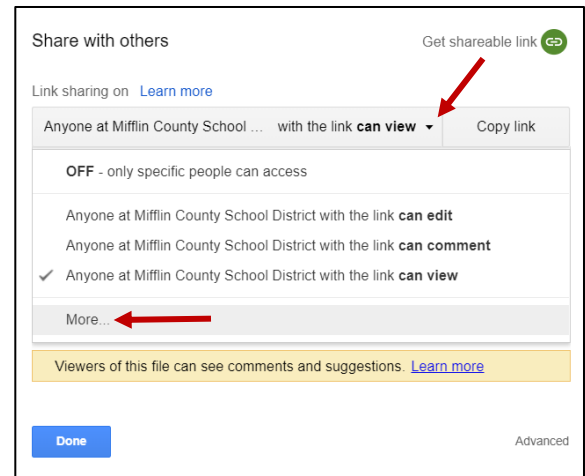 Share with others Get shareable link
Link sharing on Learn more
Anyone at Mifflin County School ... with the link can view Copy link
OFF - only specific people can access
Anyone at Mifflin County School District with the link can edit
Anyone at Mifflin County School District with the link can comment
Anyone at Mifflin County School District with the link can view
More...
Viewers of this file can see comments and suggestions. Learn more
Done Advanced